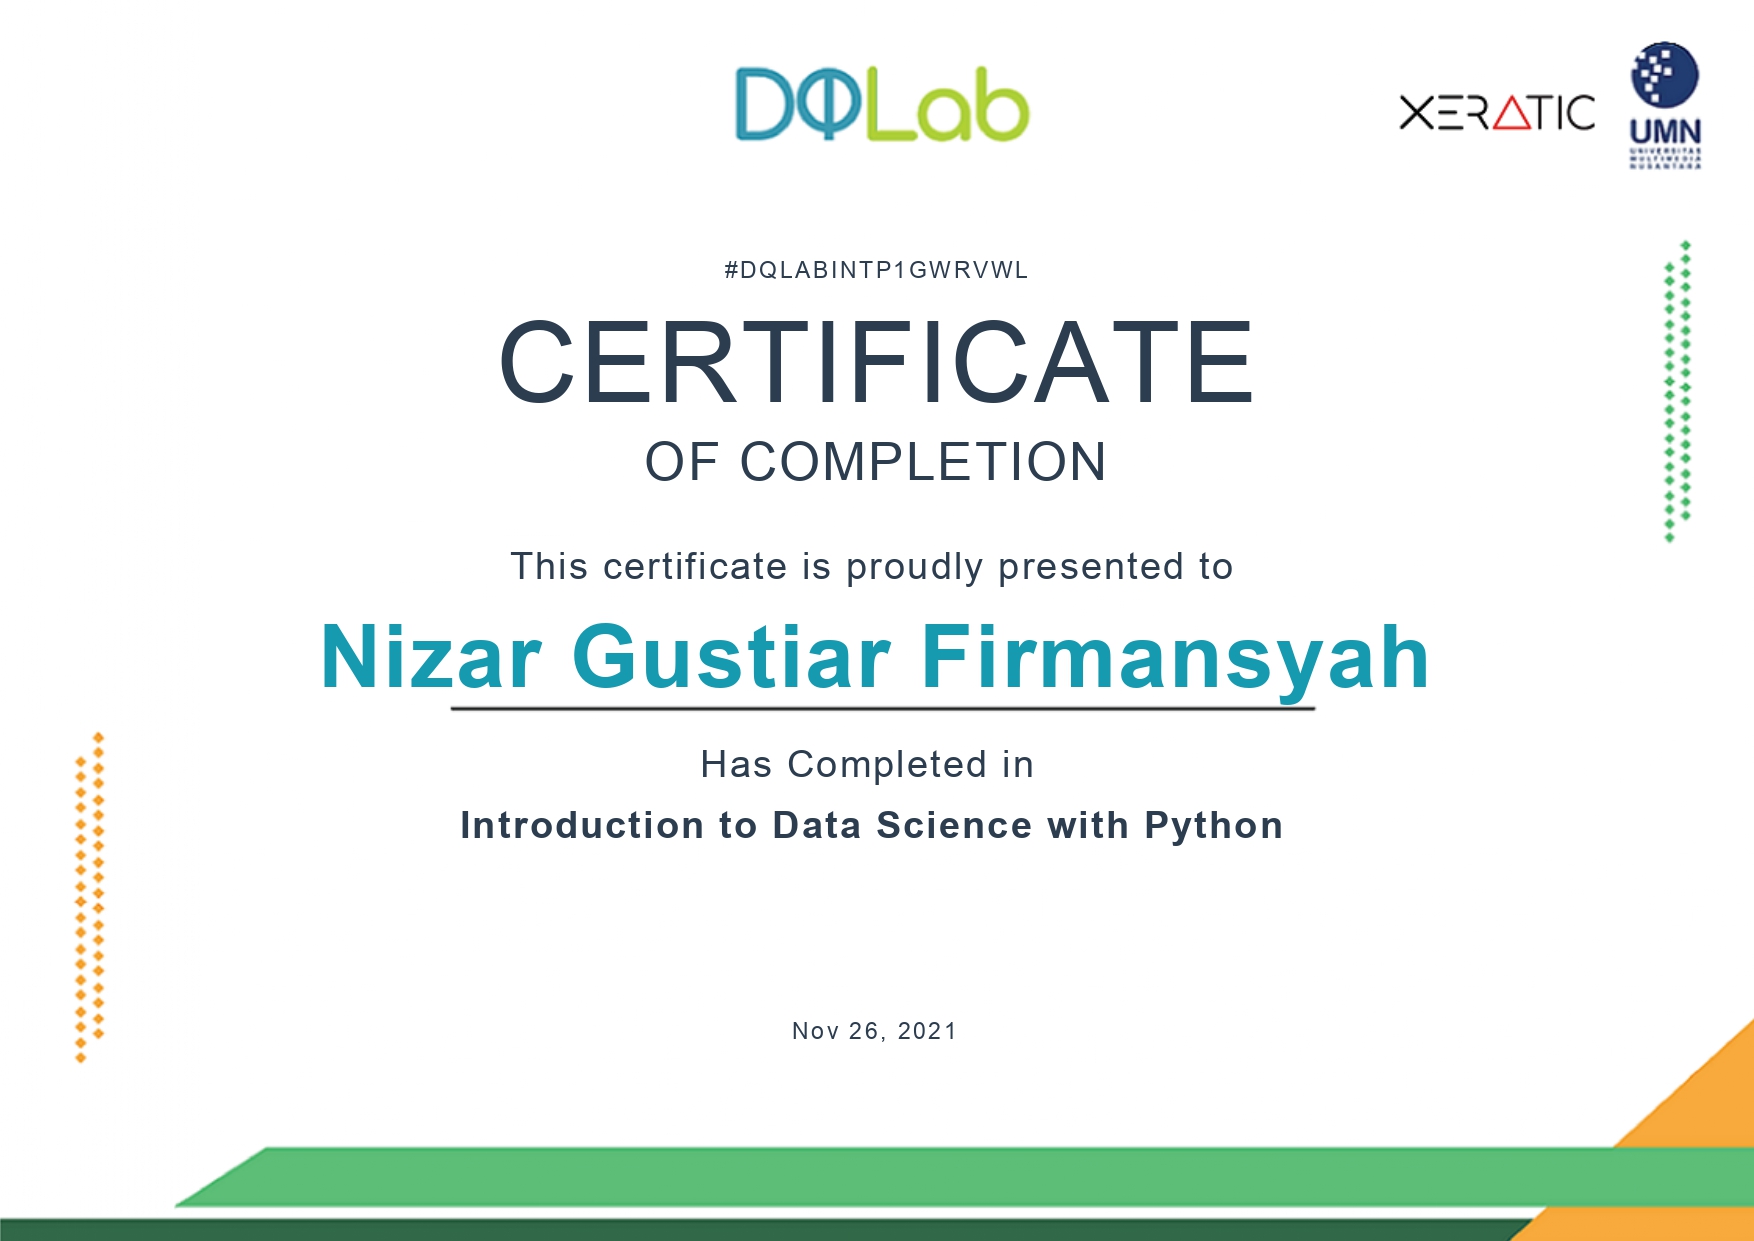 DQLab
XERATIC
UMN
UNIVERSITAS
MULTIMEDIA
NUSANTARA
#DQLABINTP1GWRVWL
CERTIFICATE
OF COMPLETION
This certificate is proudly presented to
Nizar Gustiar Firmansyah
Has Completed in
Introduction to Data Science with Python
Nov 26, 2021